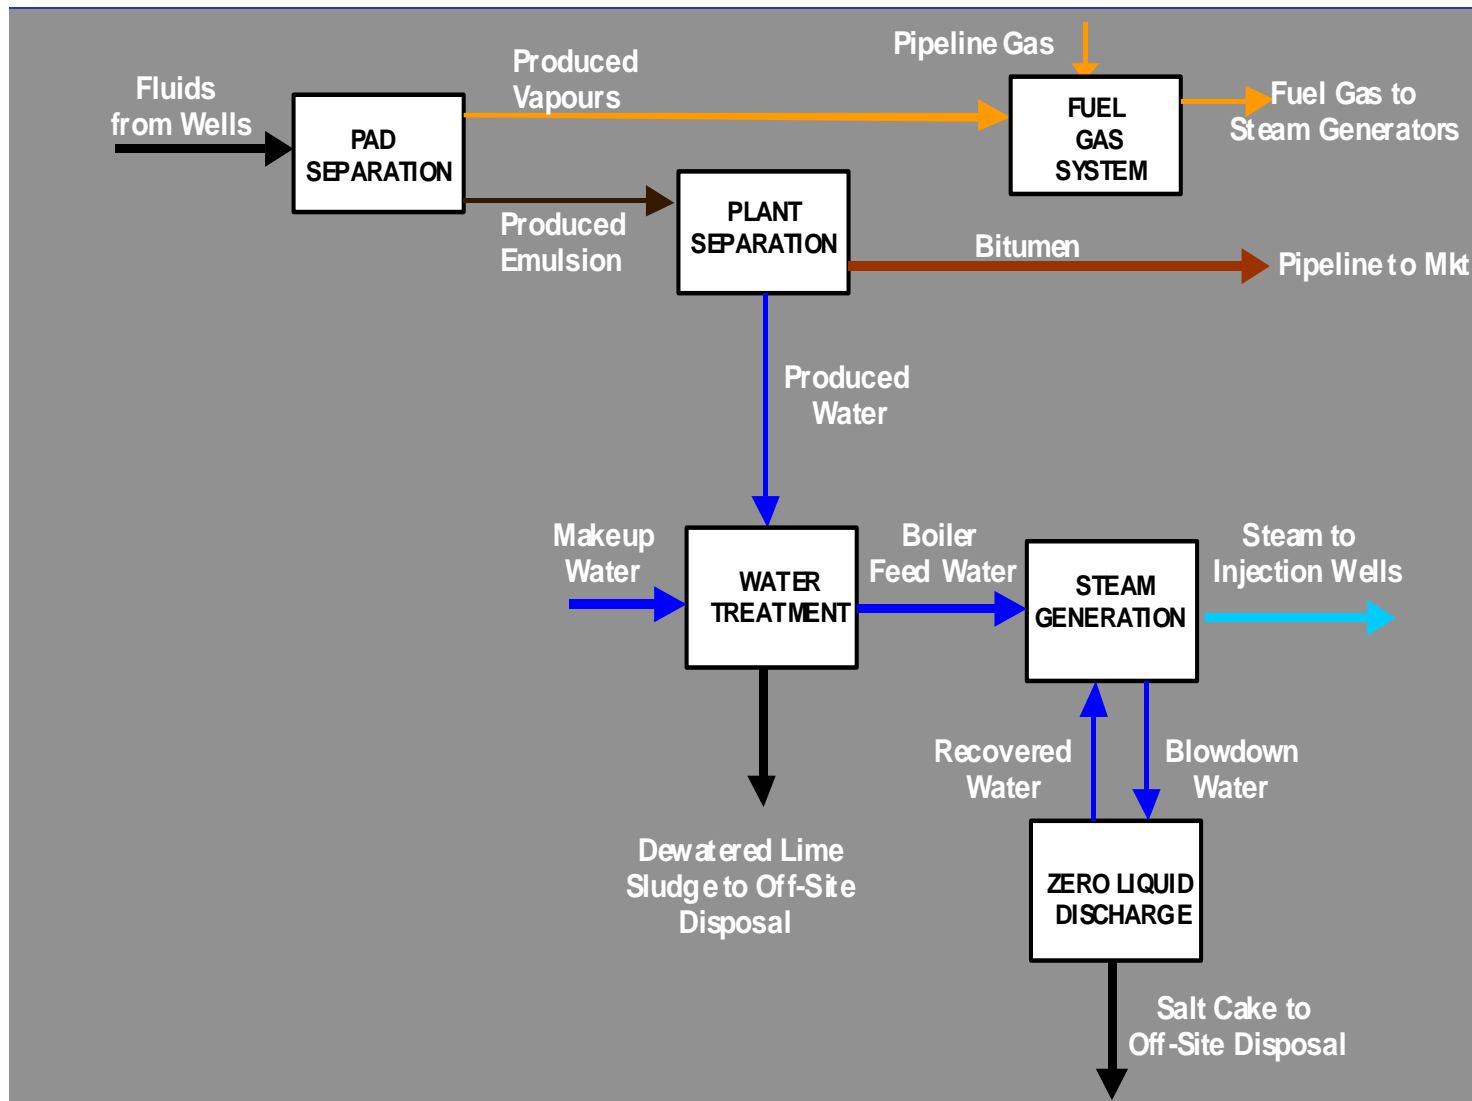 Pipeline Gas
Produced
Vapours
Fluids
from Wells
PAD
SEPARATION
FUEL
GAS
SYSTEM
Fuel Gas to
Steam Generators
Produced
Emulsion
PLANT
SEPARATION
Bitumen
Pipeline to Mkt
Produced
Water
Makeup
Water
WATER
TREATMENT
Boiler
Feed Water
STEAM
GENERATION
Steam to
Injection Wells
Recovered
Water
Blowdown
Water
Dewatered Lime
Sludge to Off-Site
Disposal
ZERO LIQUID
DISCHARGE
Salt Cake to
Off-Site Disposal